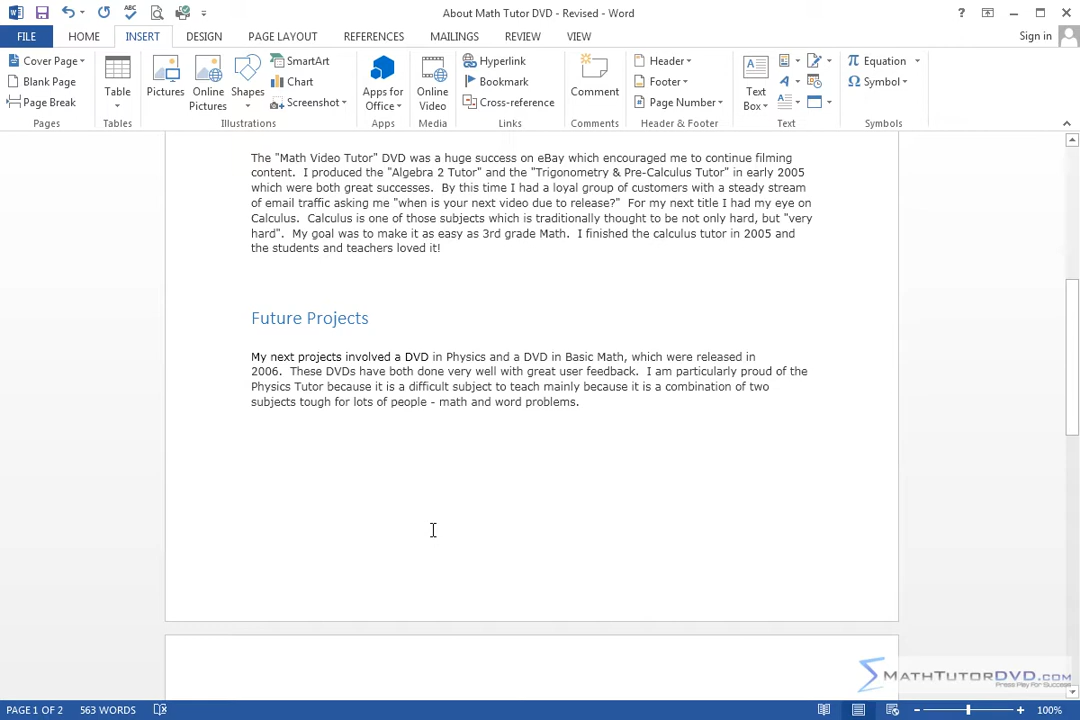 About Math Tutor DVD - Revised - Word
?
FILE HOME INSERT DESIGN PAGE LAYOUT REFERENCES MAILINGS REVIEW VIEW Sign in
Cover Page
Blank Page
Page Break
Pages
Table
Tables
Pictures
Online Pictures
Shapes
SmartArt
Chart
Screenshot
Illustrations
Apps for Office
Apps
Online Video
Media
Hyperlink
Bookmark
Cross-reference
Links
Comment
Comments
Header
Footer
Page Number
Header & Footer
Text Box
Text
Equation
Symbol
Symbols
The "Math Video Tutor" DVD was a huge success on eBay which encouraged me to continue filming
content. I produced the "Algebra 2 Tutor" and the "Trigonometry & Pre-Calculus Tutor" in early 2005
which were both great successes. By this time I had a loyal group of customers with a steady stream
of email traffic asking me "when is your next video due to release?" For my next title I had my eye on
Calculus. Calculus is one of those subjects which is traditionally thought to be not only hard, but "very
hard". My goal was to make it as easy as 3rd grade Math. I finished the calculus tutor in 2005 and
the students and teachers loved it!
Future Projects
My next projects involved a DVD in Physics and a DVD in Basic Math, which were released in
2006. These DVDs have both done very well with great user feedback. I am particularly proud of the
Physics Tutor because it is a difficult subject to teach mainly because it is a combination of two
subjects tough for lots of people - math and word problems.
MATHTUTORDVD.COM
Press Play For Success
PAGE 1 OF 2 563 WORDS 100%